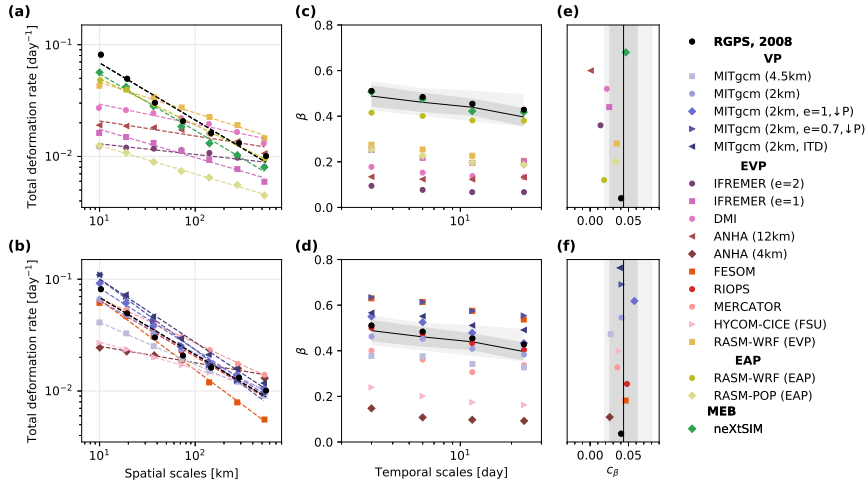 (a)
Total deformation rate [day⁻¹]
10⁻¹
10⁻²
10¹
10²
(c)
β
0.8
0.6
0.4
0.2
0.0
10¹
(e)
0.00
0.05
(b)
Total deformation rate [day⁻¹]
10⁻¹
10⁻²
10¹
10²
Spatial scales [km]
(d)
β
0.8
0.6
0.4
0.2
0.0
10¹
Temporal scales [day]
(f)
0.00
0.05
cβ
RGPS, 2008
VP
MITgcm (4.5km)
MITgcm (2km)
MITgcm (2km, e=1,↓P)
MITgcm (2km, e=0.7,↓P)
MITgcm (2km, ITD)
EVP
IFREMER (e=2)
IFREMER (e=1)
DMI
ANHA (12km)
ANHA (4km)
FESOM
RIOPS
MERCATOR
HYCOM-CICE (FSU)
RASM-WRF (EVP)
EAP
RASM-WRF (EAP)
RASM-POP (EAP)
MEB
neXtSIM